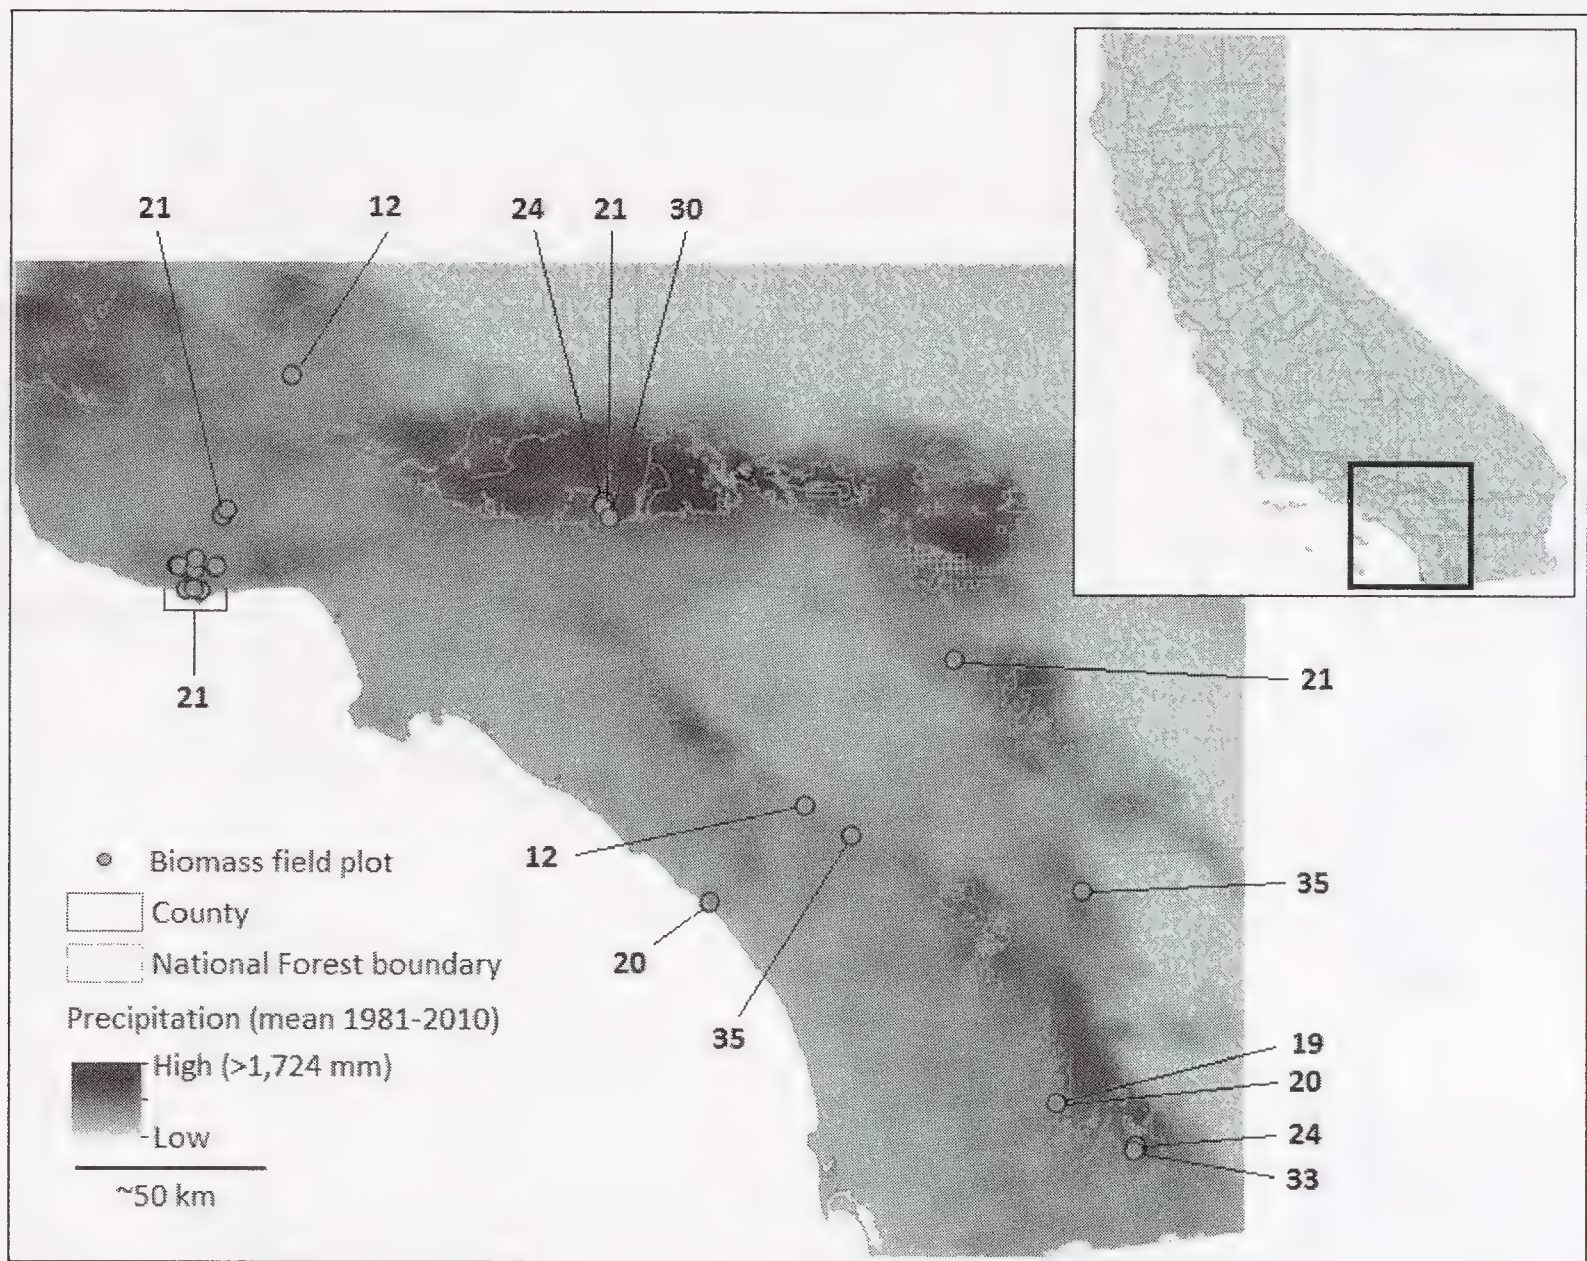 21 12 24 21 30
21
21
12
35
20
35
19
20
24
33
Biomass field plot
County
National Forest boundary
Precipitation (mean 1981-2010)
High (>1,724 mm)
Low
~50 km